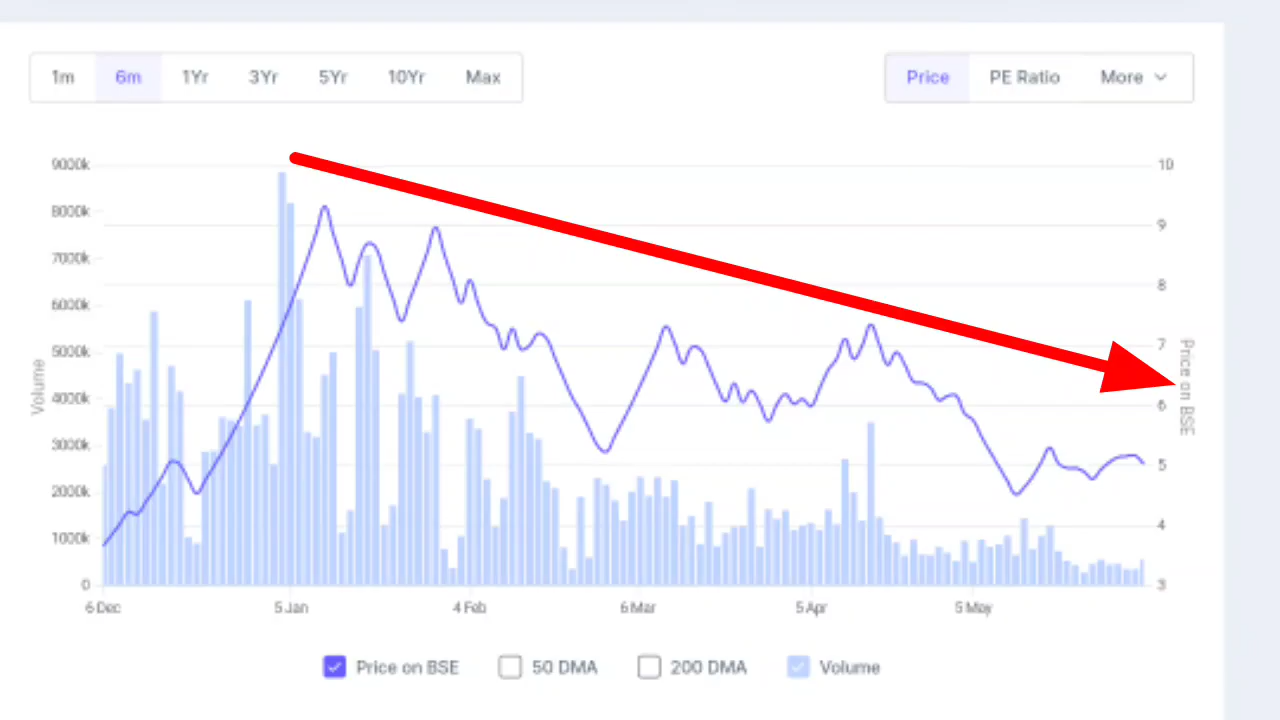 1m 6m 1Yr 3Yr 5Yr 10Yr Max Price PE Ratio More
9000k 10
8000k 9
7000k 8
6000k 7
5000k 6
4000k 5
3000k 4
2000k 3
1000k
0
Volume
Price on BSE
6 Dec 5 Jan 4 Feb 6 Mar 5 Apr 5 May
Price on BSE 50 DMA 200 DMA Volume